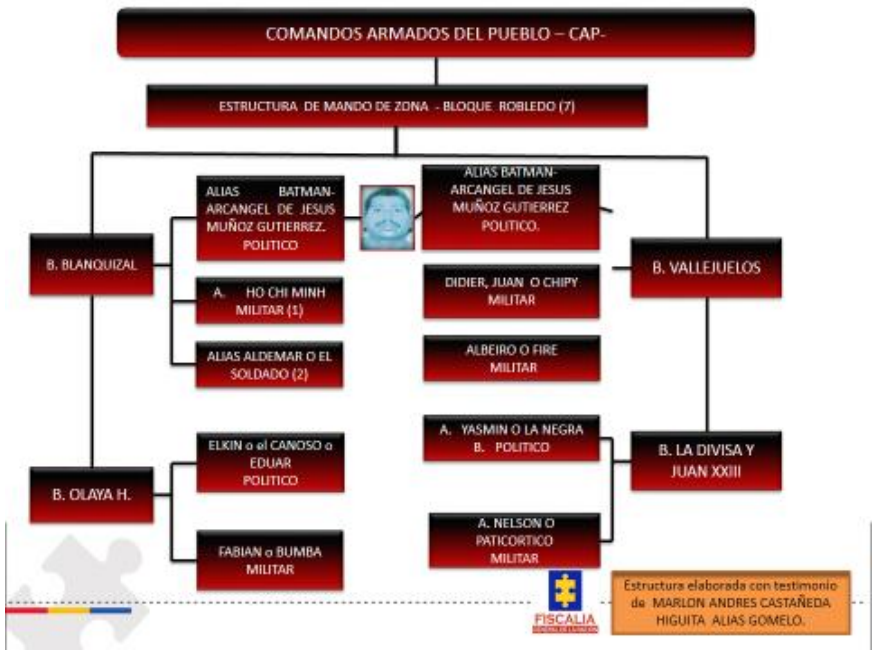 COMANDOS ARMADOS DEL PUEBLO – CAP-
ESTRUCTURA DE MANDO DE ZONA - BLOQUE ROBLEDO (7)
B. BLANQUIZAL
ALIAS BATMAN-
ARCANGEL DE JESUS
MUÑOZ GUTIERREZ.
POLITICO
A. HO CHI MINH
MILITAR (1)
ALIAS ALDEMAR O EL
SOLDADO (2)
B. OLAYA H.
ELKIN o el CANOSO o
EDUAR
POLITICO
FABIAN o BUMBA
MILITAR
ALIAS BATMAN-
ARCANGEL DE JESUS
MUÑOZ GUTIERREZ
POLITICO.
DIDIER, JUAN O CHIPY
MILITAR
ALBEIRO O FIRE
MILITAR
B. VALLEJUELOS
A. YASMIN O LA NEGRA
B. POLITICO
A. NELSON O
PATICORTICO
MILITAR
B. LA DIVISA Y
JUAN XXIII
FISCALIA
GENERAL DE LA NACION
Estructura elaborada con testimonio
de MARLON ANDRES CASTAÑEDA
HIGUITA ALIAS GOMELO.